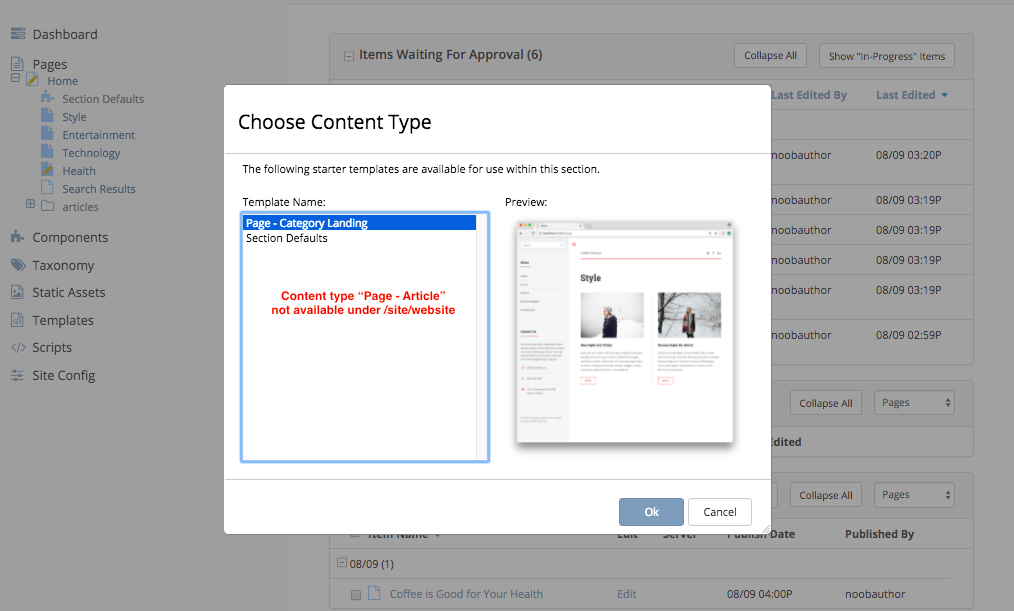 Dashboard
Pages
Home
Section Defaults
Style
Entertainment
Technology
Health
Search Results
articles
Components
Taxonomy
Static Assets
Templates
Scripts
Site Config
Items Waiting For Approval (6)
Collapse All
Show "In-Progress" Items
Last Edited By
Last Edited
noobauthor
08/09 03:20P
noobauthor
08/09 03:19P
noobauthor
08/09 03:19P
noobauthor
08/09 03:19P
noobauthor
08/09 03:19P
noobauthor
08/09 02:59P
Choose Content Type
The following starter templates are available for use within this section.
Template Name:
Preview:
Page - Category Landing
Section Defaults
Content type “Page - Article”
not available under /site/website
Style
Ok
Cancel
Collapse All
Pages
Edited
Collapse All
Pages
Item Name
Edit
Server
Publish Date
Published By
08/09 (1)
Coffee is Good for Your Health
Edit
08/09 04:00P
noobauthor